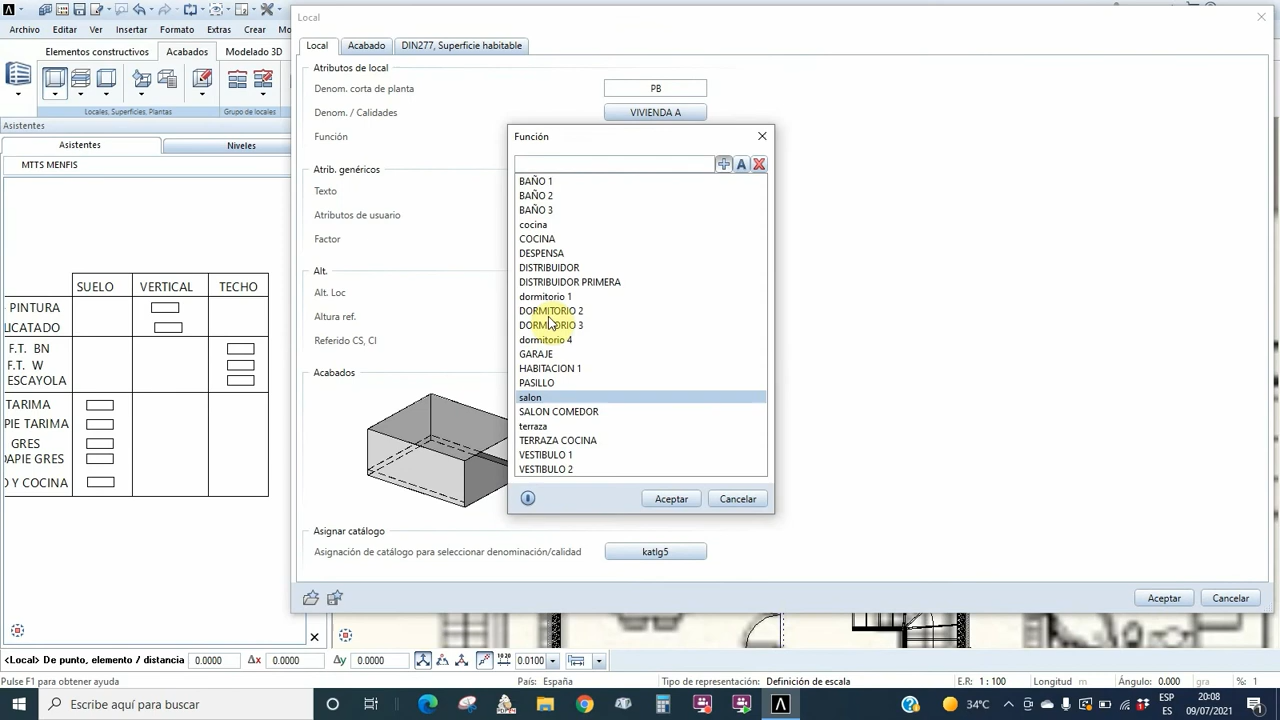 Local
Archivo Editar Ver Insertar Formato Extras Crear
Local Acabado DIN277, Superficie habitable
Elementos constructivos Acabados Modelado 3D
Atributos de local
Denom. corta de planta PB
Denom. / Calidades VIVIENDA A
Función
Locales, Superficies, Plantas Grupo de locales
Asistentes
Asistentes Niveles
MTTS MENFIS
SUELO VERTICAL TECHO
PINTURA
LICATADO
F.T. BN
F.T. W
ESCAYOLA
TARIMA
PIE TARIMA
GRES
DAPIE GRES
O Y COCINA
Atrib. genéricos
Texto
Atributos de usuario
Factor
Alt.
Alt. Loc
Altura ref.
Referido CS, CI
Acabados
Función
BAÑO 1
BAÑO 2
BAÑO 3
cocina
COCINA
DESPENSA
DISTRIBUIDOR
DISTRIBUIDOR PRIMERA
dormitorio 1
DORMITORIO 2
DORMITORIO 3
dormitorio 4
GARAJE
HABITACION 1
PASILLO
salon
SALON COMEDOR
terraza
TERRAZA COCINA
VESTIBULO 1
VESTIBULO 2
Aceptar Cancelar
Asignar catálogo
Asignación de catálogo para seleccionar denominación/calidad katlg5
Aceptar Cancelar
<Local> De punto, elemento / distancia 0.0000 Δx 0.0000 Δy 0.0000 0.0100
Pulse F1 para obtener ayuda País: España Tipo de representación: Definición de escala E.R: 1 : 100 Longitud m Ángulo: 0.000 gra % 1
Escribe aquí para buscar 34°C ESP ES 20:08 09/07/2021